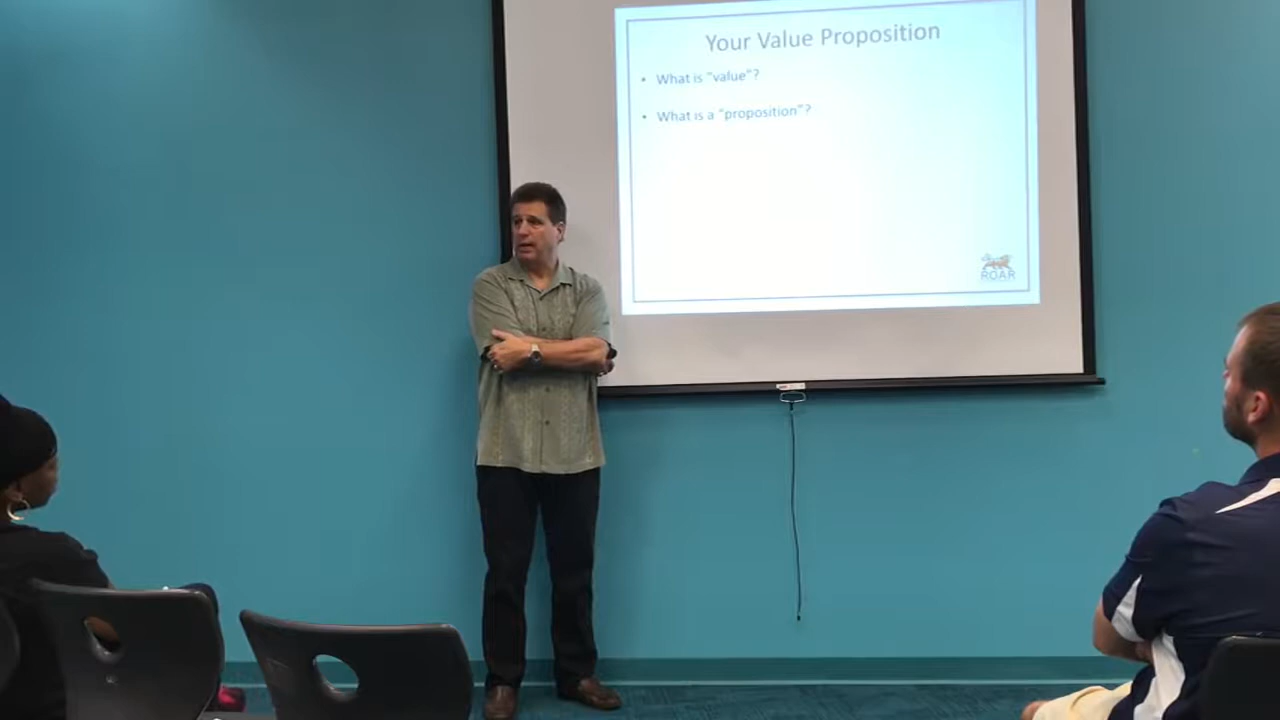 Your Value Proposition
• What is "value"?
• What is a "proposition"?
ROAR